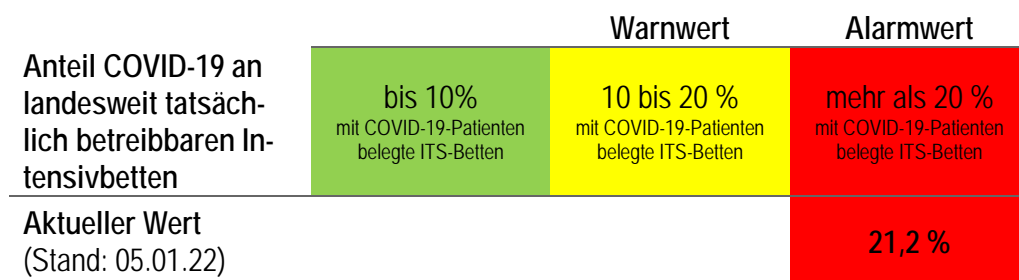 Warnwert Alarmwert
Anteil COVID-19 an
landesweit tatsäch-
lich betreibbaren In-
tensivbetten
bis 10%
mit COVID-19-Patienten
belegte ITS-Betten
10 bis 20 %
mit COVID-19-Patienten
belegte ITS-Betten
mehr als 20 %
mit COVID-19-Patienten
belegte ITS-Betten
Aktueller Wert
(Stand: 05.01.22)
21,2 %